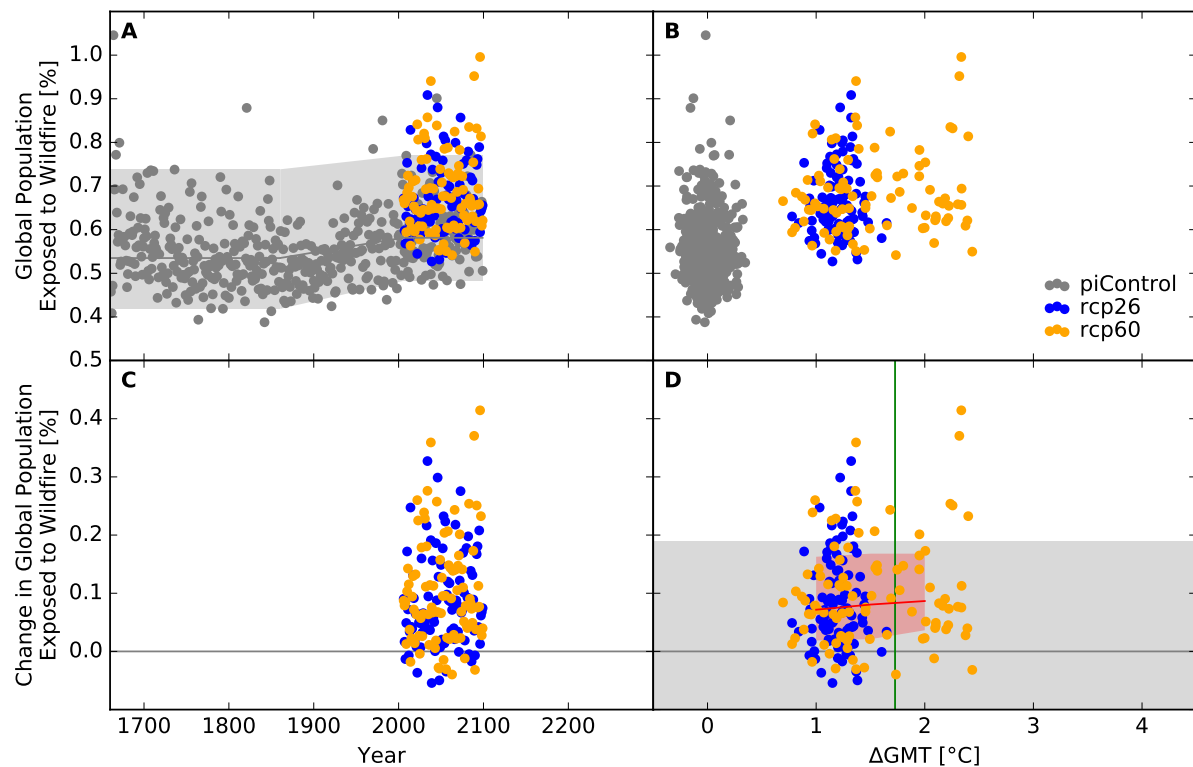 A
B
1.0
0.9
0.8
0.7
0.6
0.5
0.4
Global Population
Exposed to Wildfire [%]
piControl
rcp26
rcp60
C
D
0.5
0.4
0.3
0.2
0.1
0.0
Change in Global Population
Exposed to Wildfire [%]
1700 1800 1900 2000 2100 2200
0 1 2 3 4
Year
ΔGMT [°C]